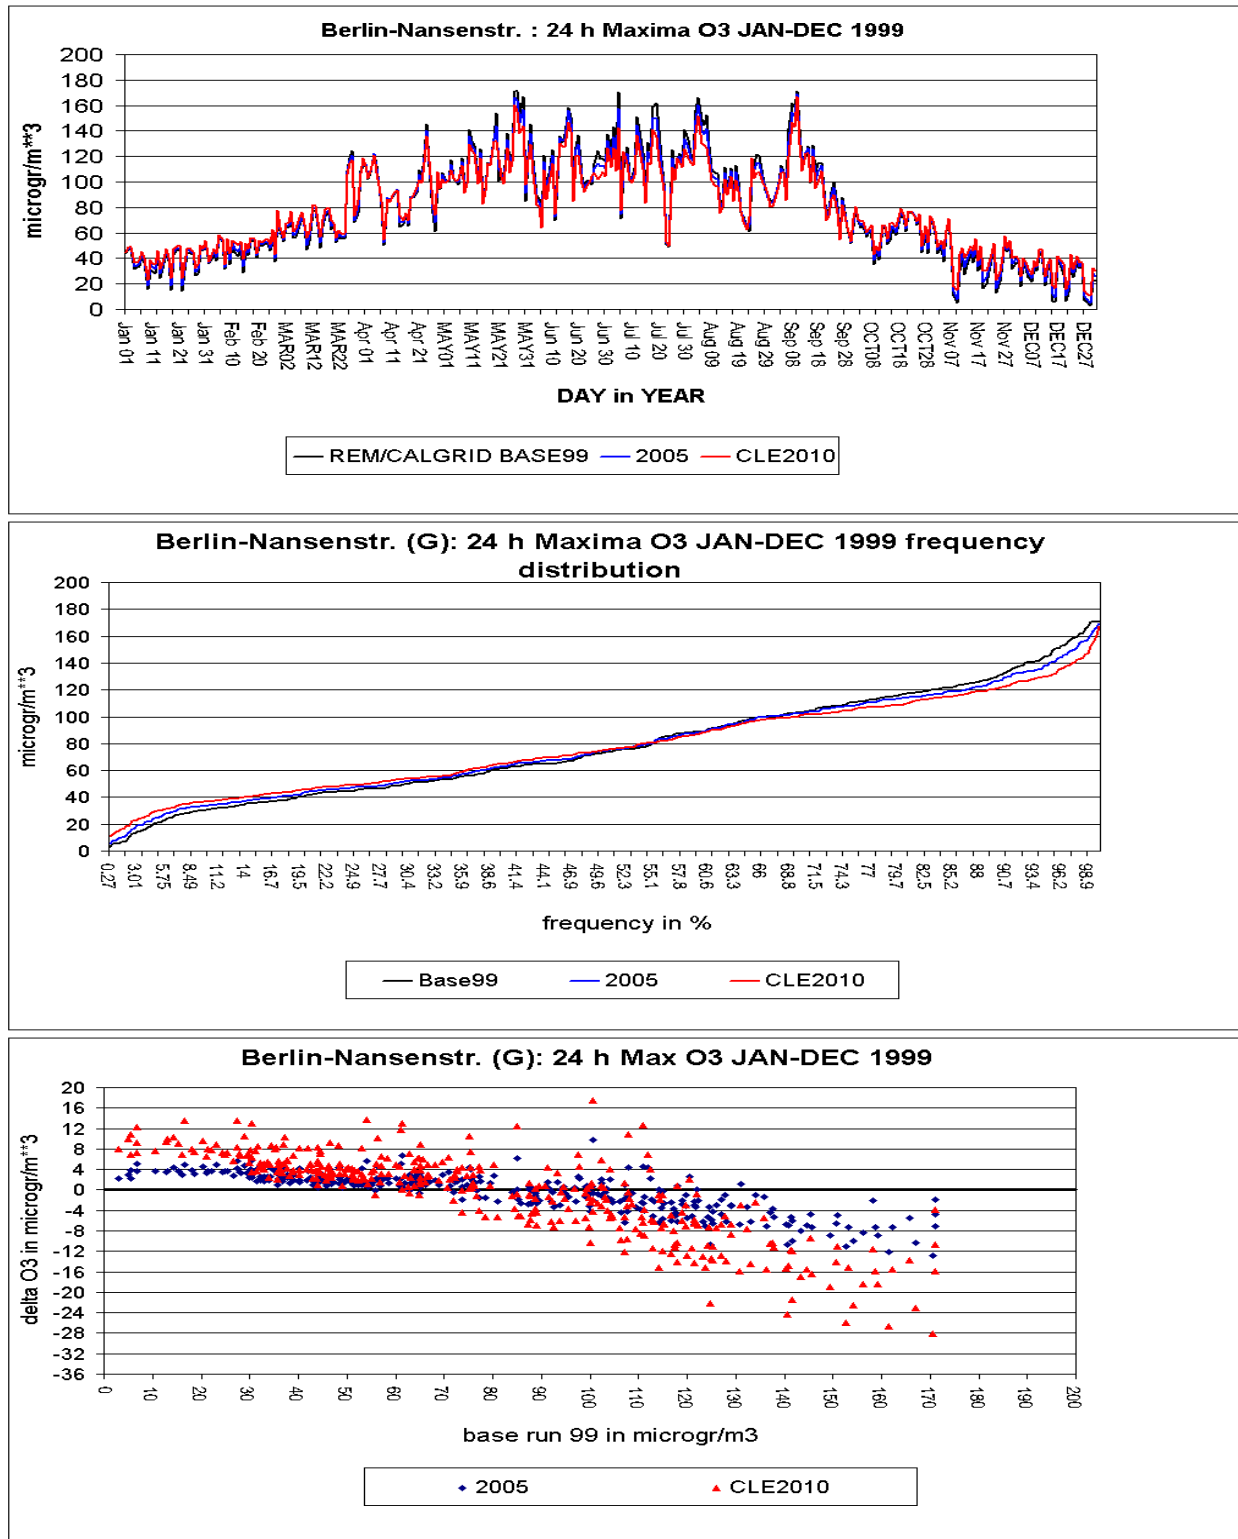 Berlin-Nansenstr. : 24 h Maxima O3 JAN-DEC 1999
microgr/m**3
200
180
160
140
120
100
80
60
40
20
0
Jan 01
Jan 11
Jan 21
Jan 31
Feb 10
Feb 20
MAR02
MAR12
MAR22
Apr 01
Apr 11
Apr 21
MAY01
MAY11
MAY21
MAY31
Jun 10
Jun 20
Jun 30
Jul 10
Jul 20
Jul 30
Aug 09
Aug 19
Aug 29
Sep 08
Sep 18
Sep 28
OCT08
OCT18
OCT28
Nov 07
Nov 17
Nov 27
DEC07
DEC17
DEC27
DAY in YEAR
REM/CALGRID BASE99 2005 CLE2010
Berlin-Nansenstr. (G): 24 h Maxima O3 JAN-DEC 1999 frequency
distribution
microgr/m**3
200
180
160
140
120
100
80
60
40
20
0
0.27
3.01
5.75
8.49
11.2
14
16.7
19.5
22.2
24.9
27.7
30.4
33.2
35.9
38.6
41.4
44.1
46.9
49.6
52.3
55.1
57.8
60.6
63.3
66
68.8
71.5
74.3
77
79.7
82.5
85.2
88
90.7
93.4
96.2
98.9
frequency in %
Base99 2005 CLE2010
Berlin-Nansenstr. (G): 24 h Max O3 JAN-DEC 1999
delta O3 in microgr/m**3
20
16
12
8
4
0
-4
-8
-12
-16
-20
-24
-28
-32
-36
0
10
20
30
40
50
60
70
80
90
100
110
120
130
140
150
160
170
180
190
200
base run 99 in microgr/m3
2005 CLE2010